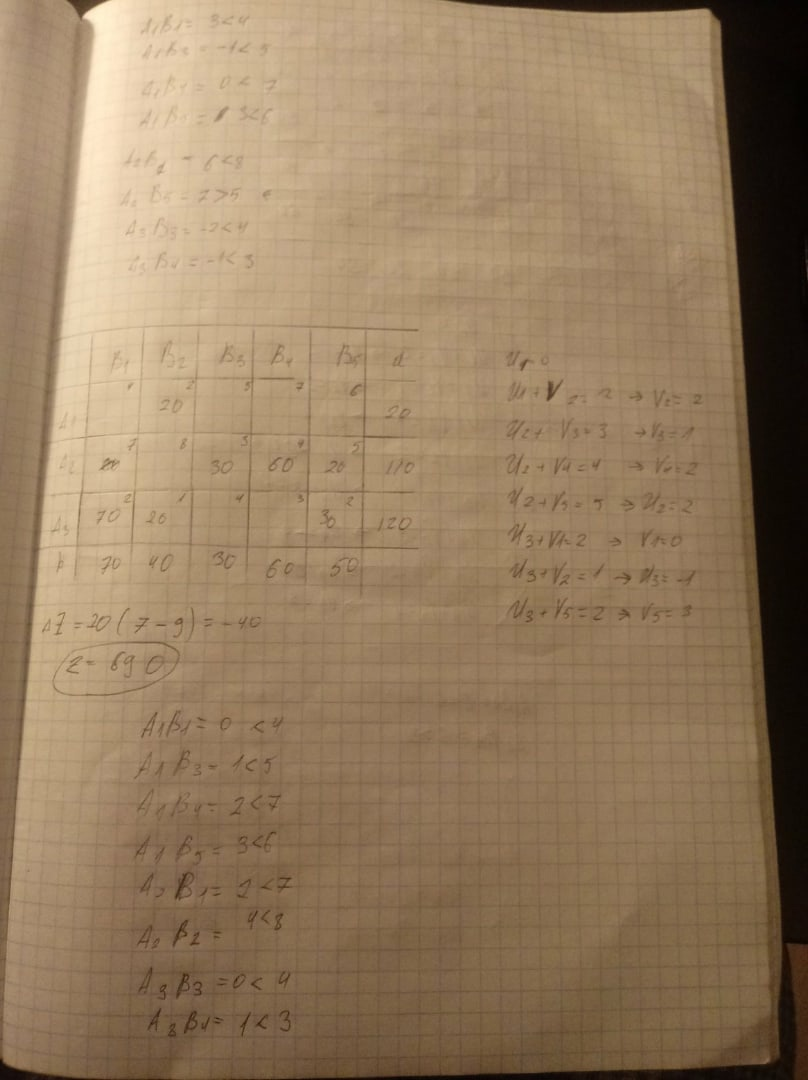 A1B1 = 3<4
A1B3 = -1<5
A1B4 = 0<7
A1B5 = 3<6
A2B2 = 6<8
A2B5 = 7>5
A3B3 = -2<4
A3B4 = -1<3
B1 B2 B3 B4 B5 d
A1 4 2 20 5 7 6 20
A2 7 8 3 30 4 60 5 20 110
A3 2 70 1 20 4 3 2 30 120
70 40 30 60 50
U1=0
U1+V2=2 → V2=2
U2+V3=3 → V3=1
U2+V4=4 → V4=2
U2+V5=5 → U2=2
U3+V1=2 → V1=0
U3+V2=1 → U3=-1
U3+V5=2 → V5=3
ΔZ=20(7-9)=-40
Z=690
A1B1=0 <4
A1B3=1<5
A1B4=2<7
A1B5=3<6
A2B1=2<7
A2B2= 4<8
A3B3=0<4
A3B4=1<3